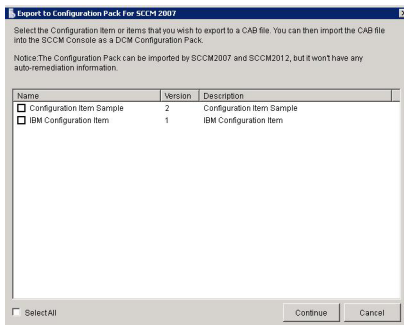 Export to Configuration Pack For SCCM 2007
Select the Configuration Item or items that you wish to export to a CAB file. You can then import the CAB file
into the SCCM Console as a DCM Configuration Pack.
Notice:The Configuration Pack can be imported by SCCM2007 and SCCM2012, but it won't have any
auto-remediation information.
Name Version Description
Configuration Item Sample 2 Configuration Item Sample
IBM Configuration Item 1 IBM Configuration Item
SelectAll Continue Cancel